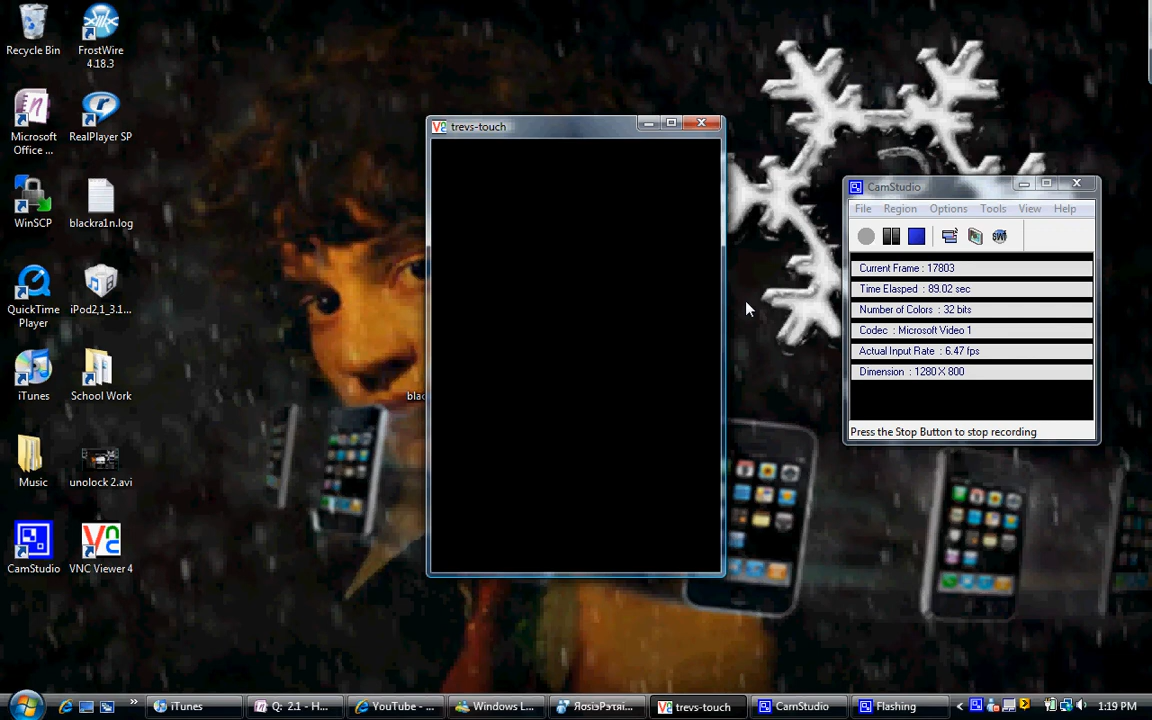 Recycle Bin
FrostWire
4.18.3
Microsoft
Office ...
RealPlayer SP
WinSCP
blackra1n.log
QuickTime
Player
iPod2,1_3.1...
iTunes
School Work
Music
unolock 2.avi
CamStudio
VNC Viewer 4
trevs-touch
blac
CamStudio
File Region Options Tools View Help
Current Frame : 17803
Time Elasped : 89.02 sec
Number of Colors : 32 bits
Codec : Microsoft Video 1
Actual Input Rate : 6.47 fps
Dimension : 1280 X 800
Press the Stop Button to stop recording
iTunes
Q: 2.1 - H...
YouTube - ...
Windows L...
trevs-touch
CamStudio
Flashing
1:19 PM